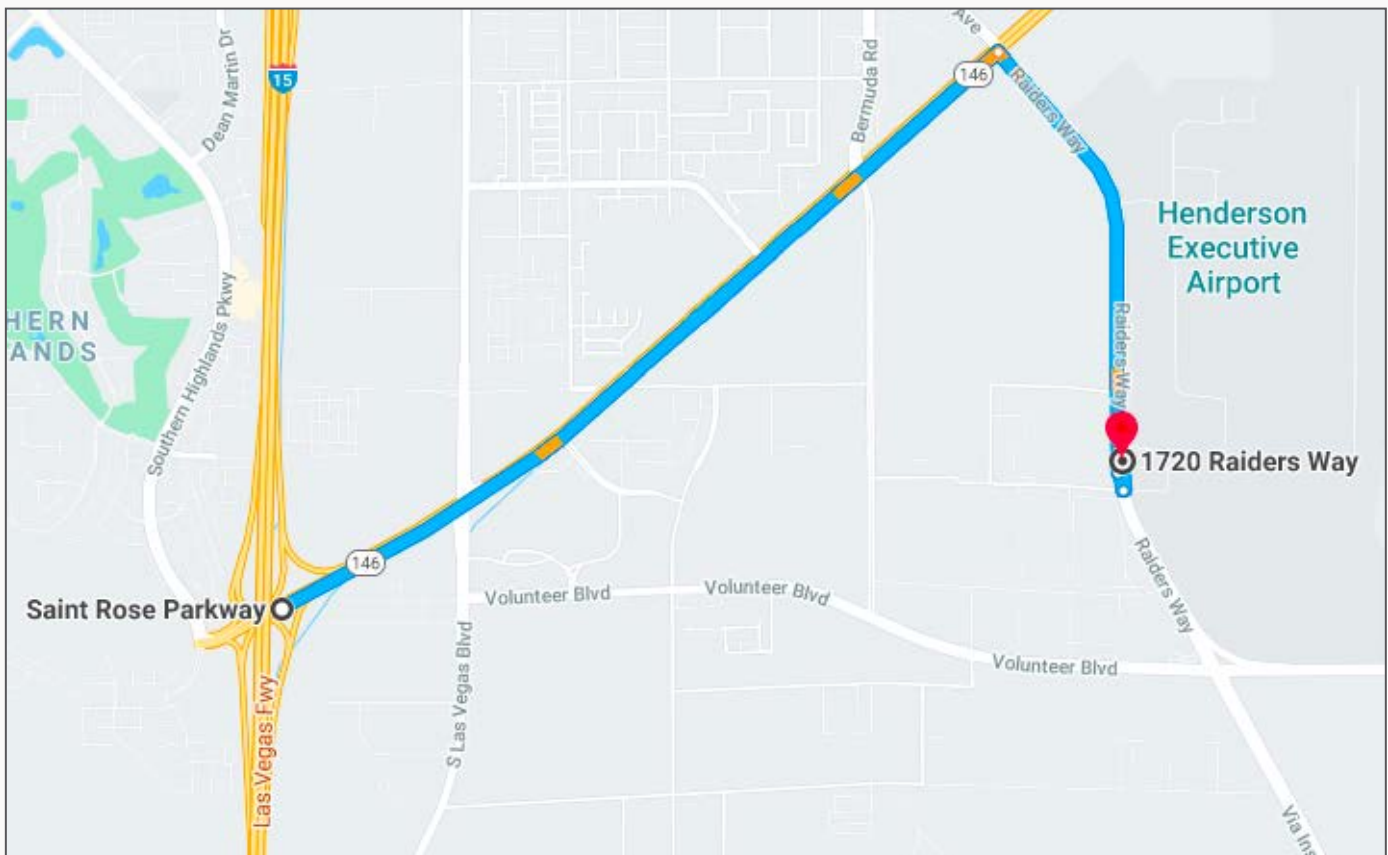 Ave
15
Dean Martin Dr
Bermuda Rd
146
Raiders Way
Henderson
Executive
Airport
HERN
ANDS
Southern Highlands Pkwy
Raiders Way
1720 Raiders Way
146
Saint Rose Parkway
Volunteer Blvd
Volunteer Blvd
Raiders Way
Volunteer Blvd
S Las Vegas Blvd
Las Vegas Fwy
Via Ins